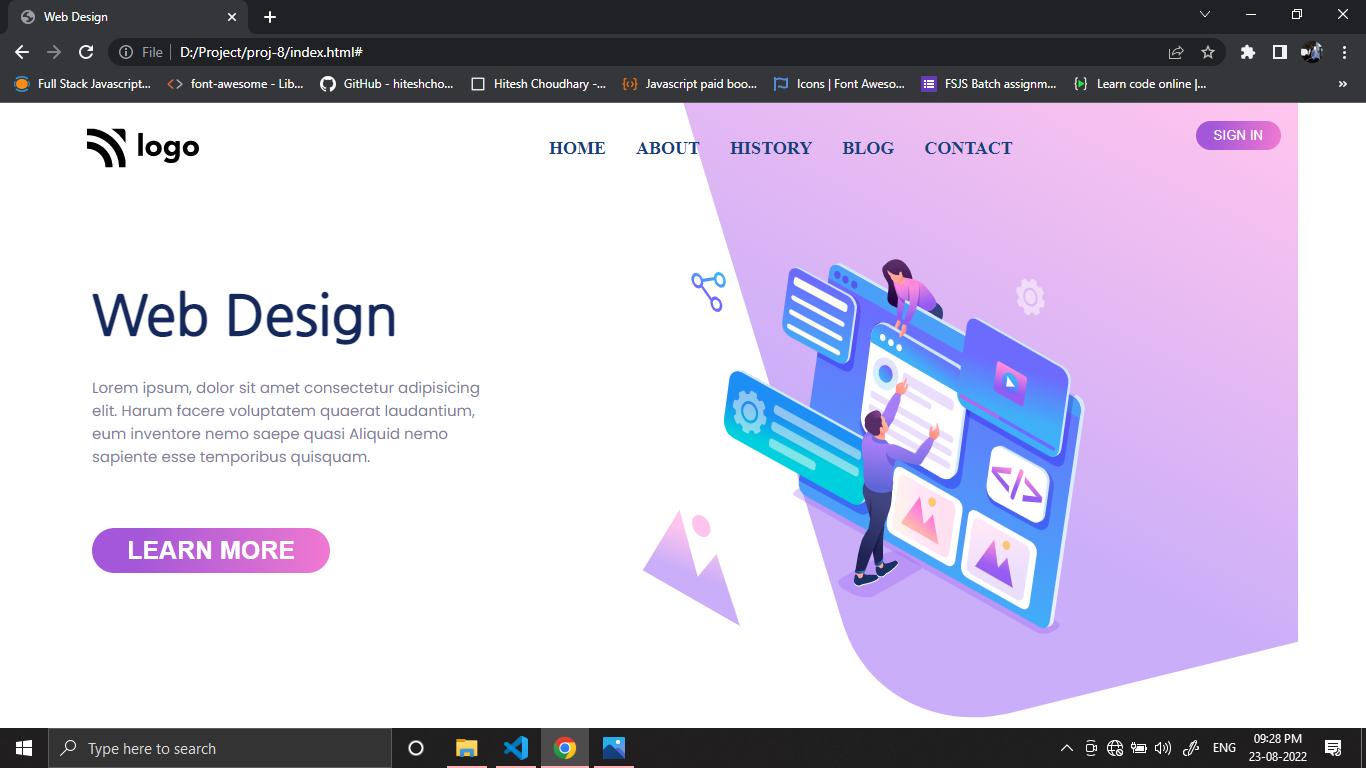 Web Design
File
D:/Project/proj-8/index.html#
Full Stack Javascript...
font-awesome - Lib...
GitHub - hiteshcho...
Hitesh Choudhary -...
Javascript paid boo...
Icons | Font Aweso...
FSJS Batch assignm...
Learn code online |...
logo
HOME
ABOUT
HISTORY
BLOG
CONTACT
SIGN IN
Web Design
Lorem ipsum, dolor sit amet consectetur adipisicing
elit. Harum facere voluptatem quaerat laudantium,
eum inventore nemo saepe quasi Aliquid nemo
sapiente esse temporibus quisquam.
LEARN MORE
</>
Type here to search
ENG
09:28 PM
23-08-2022